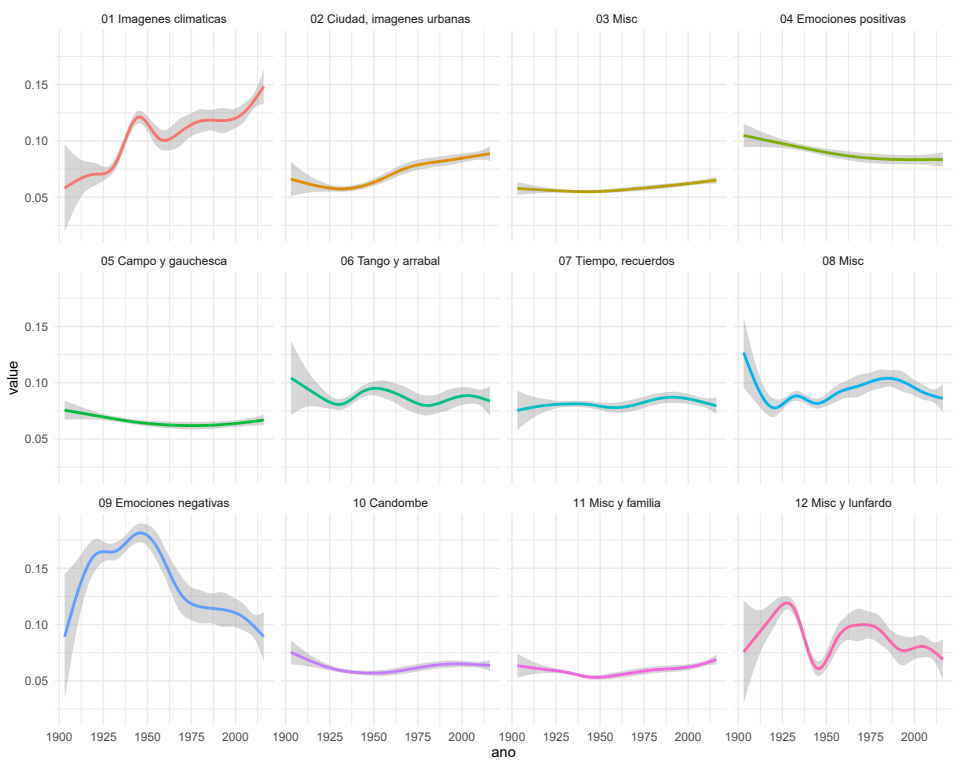 01 Imagenes climaticas 02 Ciudad, imagenes urbanas 03 Misc 04 Emociones positivas
0.15
0.10
0.05
05 Campo y gauchesca 06 Tango y arrabal 07 Tiempo, recuerdos 08 Misc
0.15
0.10
0.05
value
09 Emociones negativas 10 Candombe 11 Misc y familia 12 Misc y lunfardo
0.15
0.10
0.05
1900 1925 1950 1975 2000 1900 1925 1950 1975 2000 1900 1925 1950 1975 2000 1900 1925 1950 1975 2000
ano